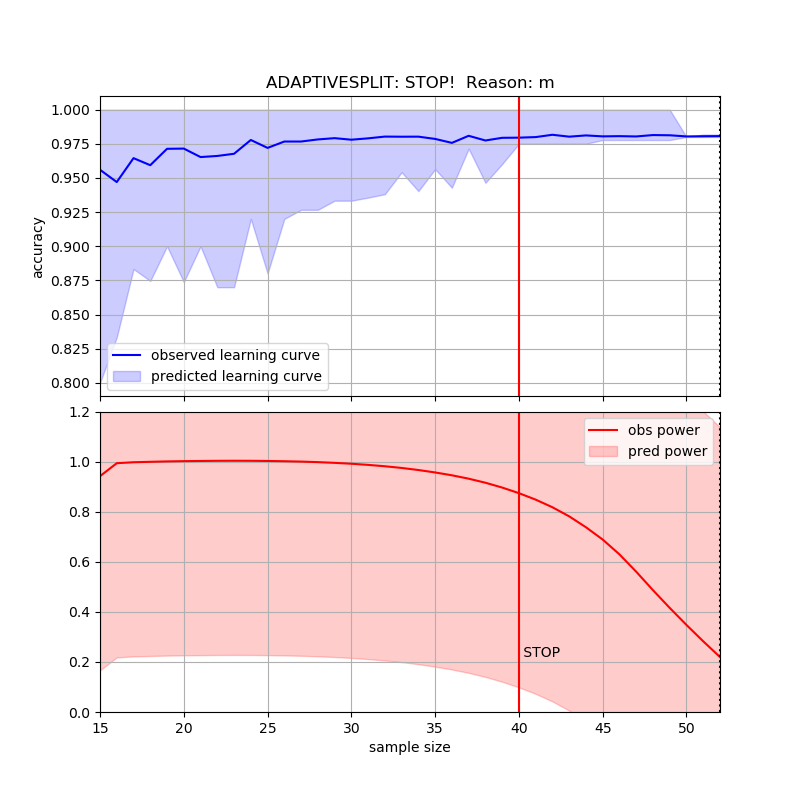 ADAPTIVESPLIT: STOP!  Reason: m
1.000
0.975
0.950
0.925
0.900
0.875
0.850
0.825
0.800
accuracy
observed learning curve
predicted learning curve
1.2
1.0
0.8
0.6
0.4
0.2
0.0
obs power
pred power
STOP
15 20 25 30 35 40 45 50
sample size